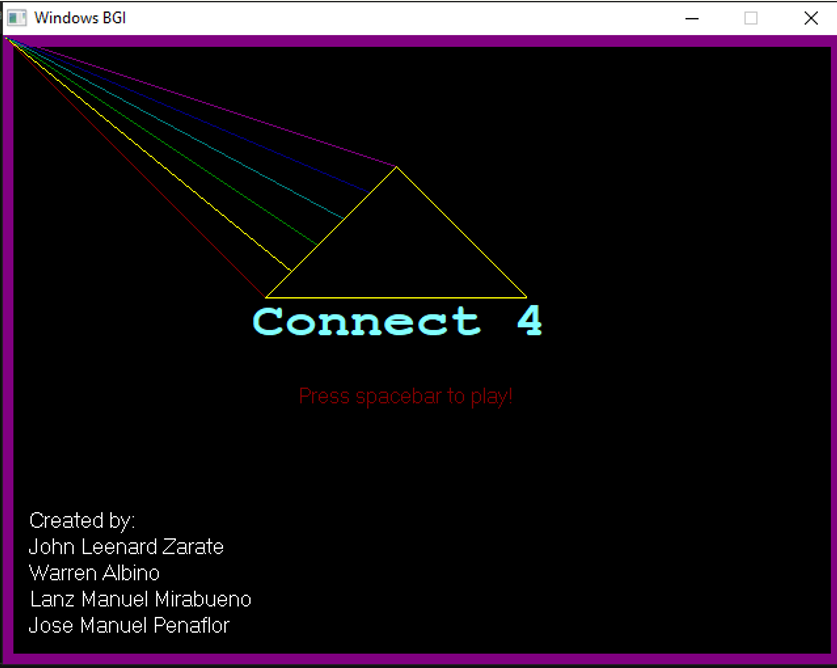 Windows BGI
Connect 4
Press spacebar to play!
Created by:
John Leenard Zarate
Warren Albino
Lanz Manuel Mirabueno
Jose Manuel Penaflor